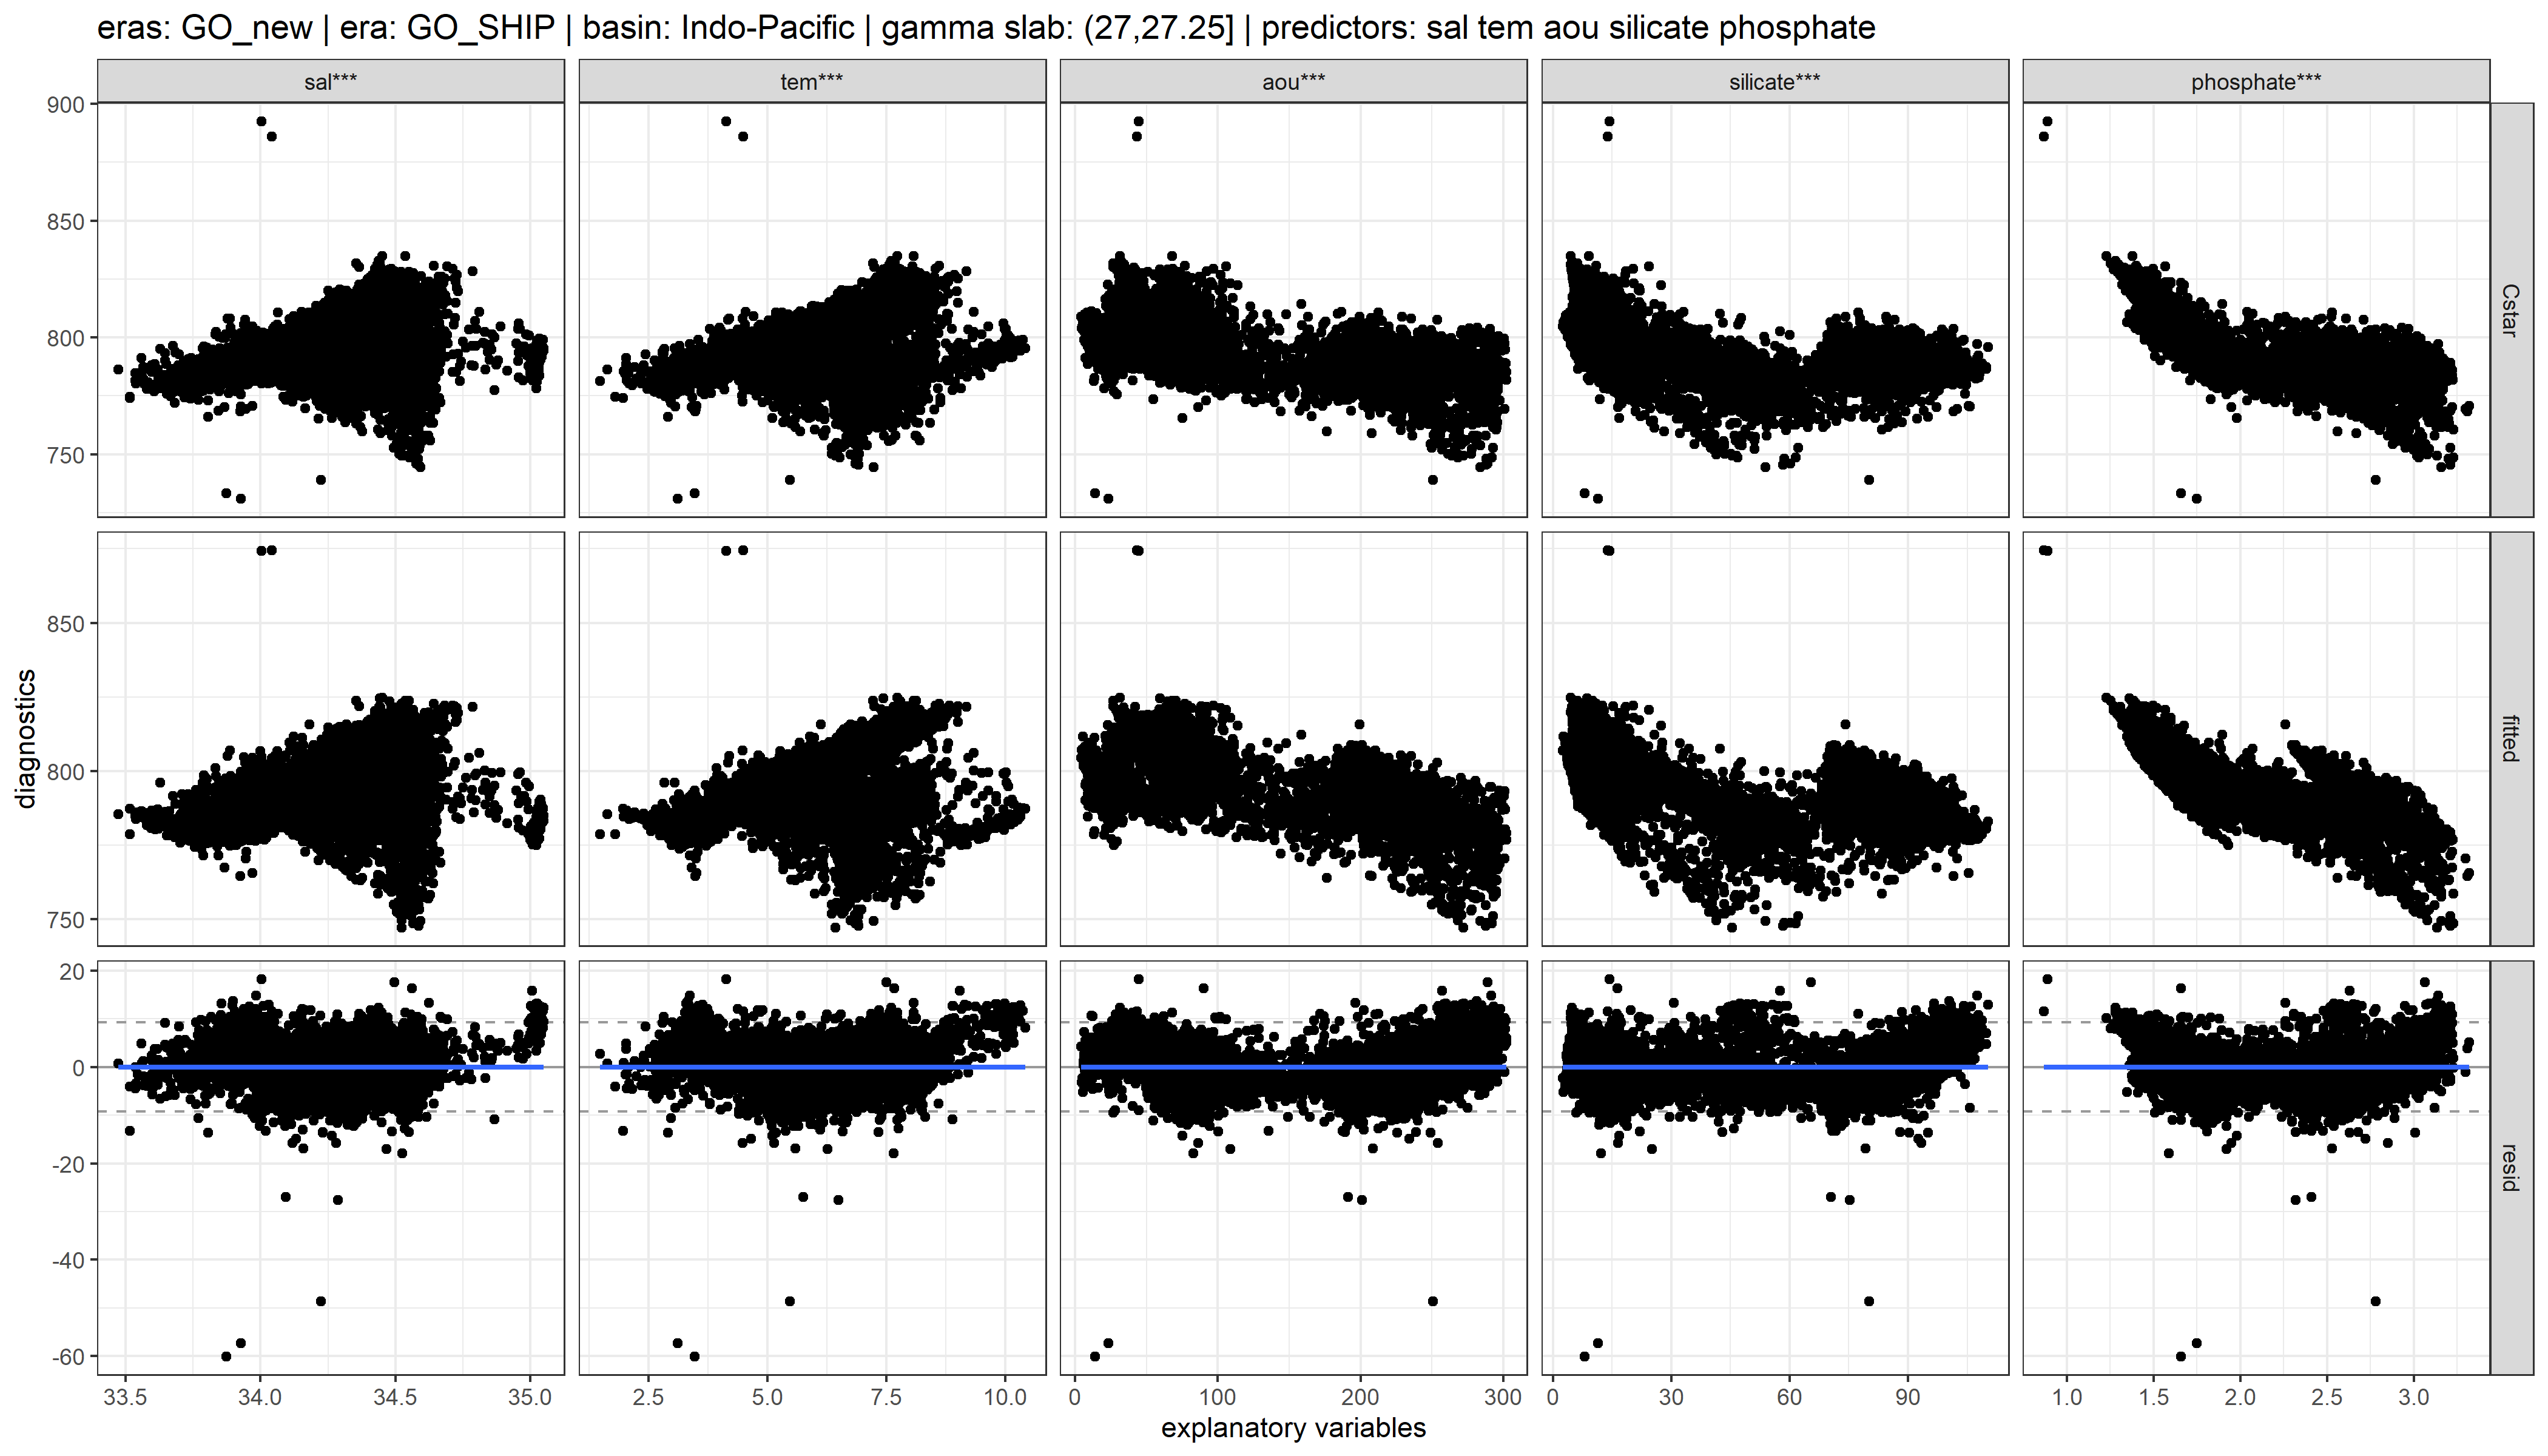 eras: GO_new | era: GO_SHIP | basin: Indo-Pacific | gamma slab: (27,27.25] | predictors: sal tem aou silicate phosphate
sal*** tem*** aou*** silicate*** phosphate***
900
850
800
750
Cstar
850
800
750
fitted
diagnostics
20
0
-20
-40
-60
resid
33.5 34.0 34.5 35.0 2.5 5.0 7.5 10.0 0 100 200 300 0 30 60 90 1.0 1.5 2.0 2.5 3.0
explanatory variables